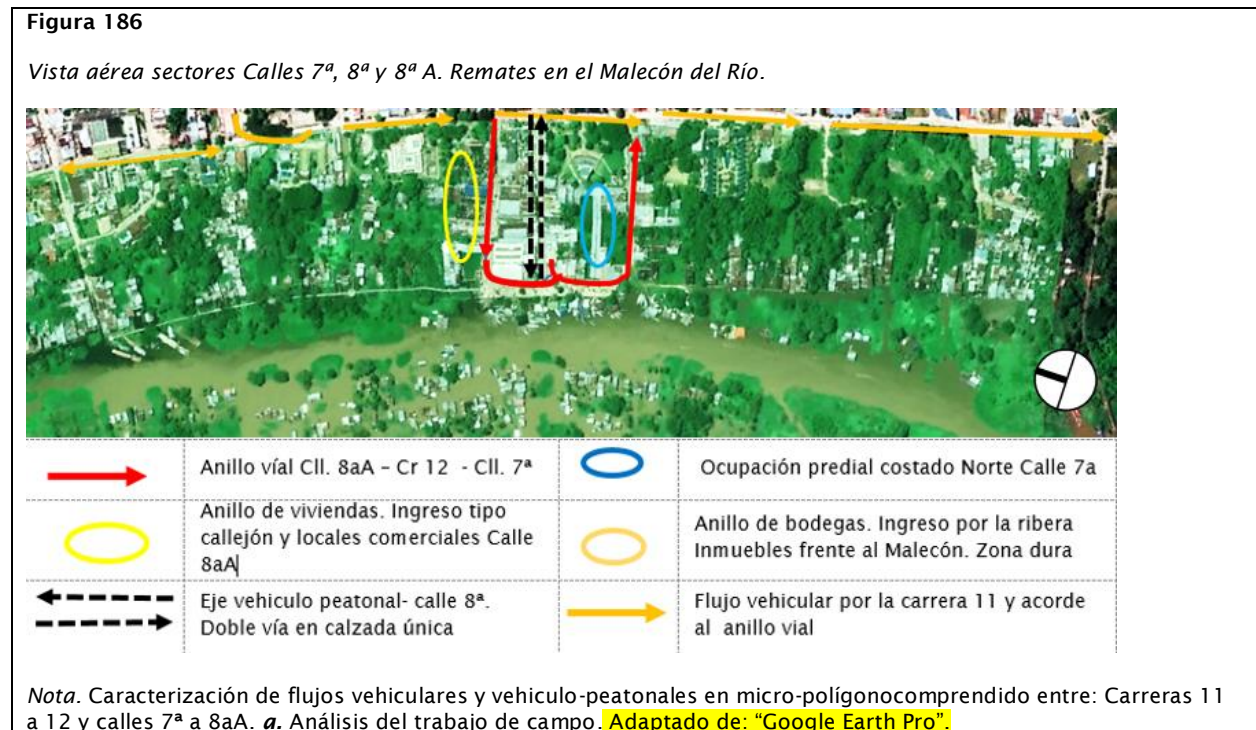 Figura 186
Vista aérea sectores Calles 7ª, 8ª y 8ª A. Remates en el Malecón del Río.
Anillo víal Cll. 8aA – Cr 12 - Cll. 7ª
Ocupación predial costado Norte Calle 7a
Anillo de viviendas. Ingreso tipo
callejón y locales comerciales Calle
8aA
Anillo de bodegas. Ingreso por la ribera
Inmuebles frente al Malecón. Zona dura
Eje vehiculo peatonal- calle 8ª.
Doble vía en calzada única
Flujo vehicular por la carrera 11 y acorde
al anillo vial
Nota. Caracterización de flujos vehiculares y vehiculo-peatonales en micro-polígonocomprendido entre: Carreras 11
a 12 y calles 7ª a 8aA. a. Análisis del trabajo de campo. Adaptado de: “Google Earth Pro”.